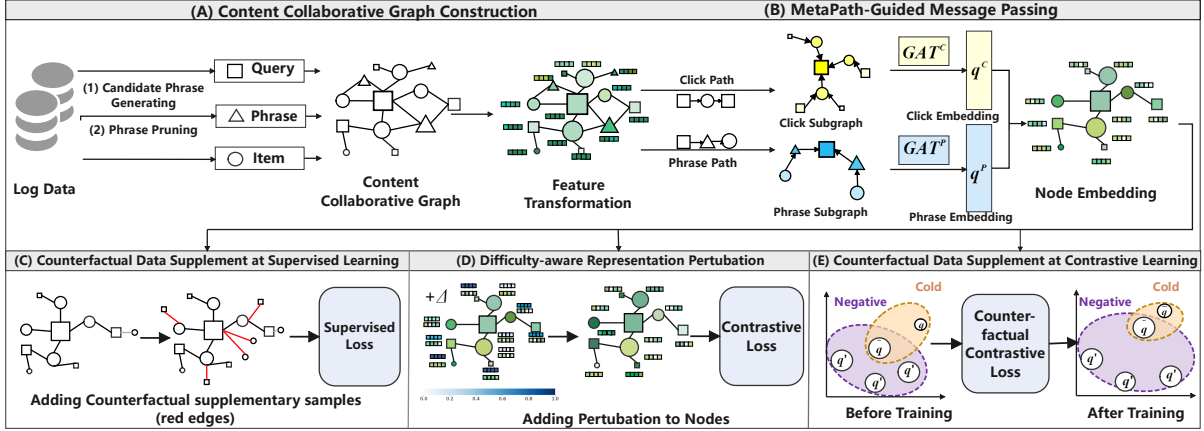 (A) Content Collaborative Graph Construction
(B) MetaPath-Guided Message Passing
Log Data
(1) Candidate Phrase
Generating
(2) Phrase Pruning
Query
Phrase
Item
Content
Collaborative Graph
Feature
Transformation
Click Path
Phrase Path
Click Subgraph
Phrase Subgraph
GAT^C
q^C
Click Embedding
GAT^P
q^P
Phrase Embedding
Node Embedding
(C) Counterfactual Data Supplement at Supervised Learning
Supervised
Loss
Adding Counterfactual supplementary samples
(red edges)
(D) Difficulty-aware Representation Pertubation
+Δ
0.0 0.2 0.4 0.6 0.8 1.0
Contrastive
Loss
Adding Pertubation to Nodes
(E) Counterfactual Data Supplement at Contrastive Learning
Cold
Negative
q
q̄
q'
q'
q'
Before Training
Counter-
factual
Contrastive
Loss
Cold
Negative
q̄
q'
q'
q'
After Training